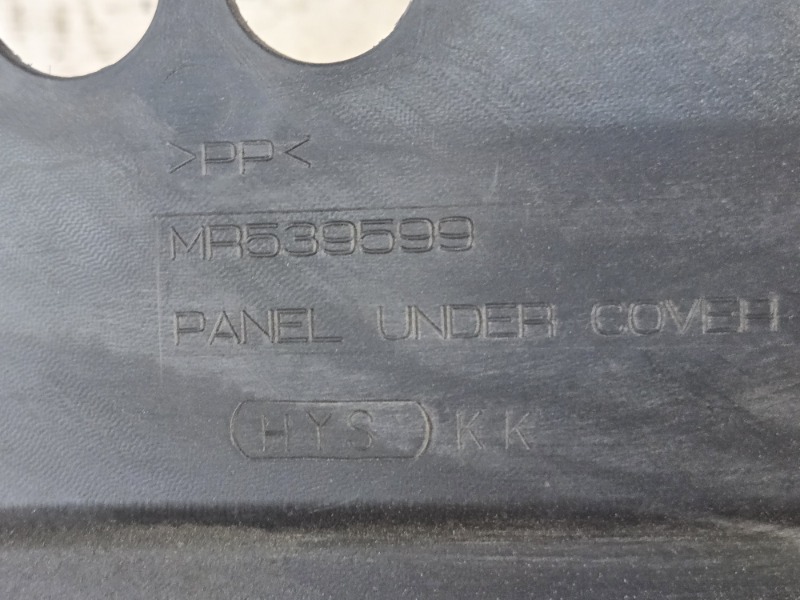 >PP<
MR539599
PANEL UNDER COVER
HYS KK